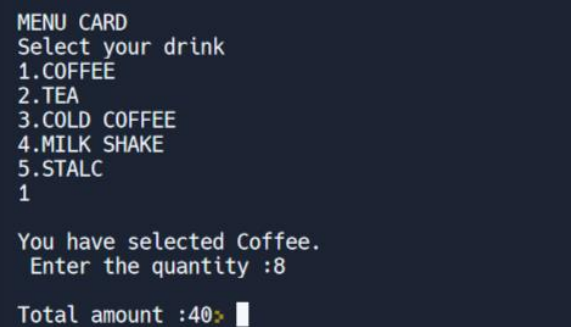 MENU CARD
Select your drink
1.COFFEE
2.TEA
3.COLD COFFEE
4.MILK SHAKE
5.STALC
1
You have selected Coffee.
Enter the quantity :8
Total amount :40>